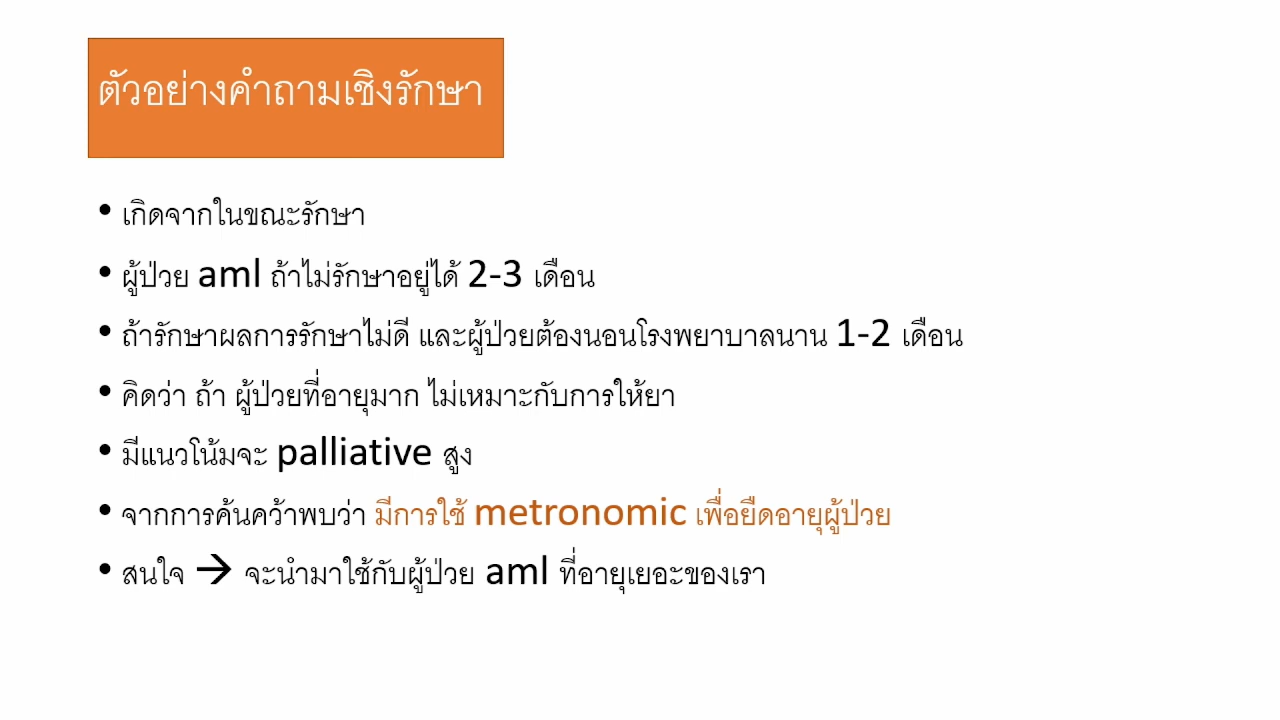 ตัวอย่างคำถามเชิงรักษา
• เกิดจากในขณะรักษา
• ผู้ป่วย aml ถ้าไม่รักษาอยู่ได้ 2-3 เดือน
• ถ้ารักษาผลการรักษาไม่ดี และผู้ป่วยต้องนอนโรงพยาบาลนาน 1-2 เดือน
• คิดว่า ถ้า ผู้ป่วยที่อายุมาก ไม่เหมาะกับการให้ยา
• มีแนวโน้มจะ palliative สูง
• จากการค้นคว้าพบว่า มีการใช้ metronomic เพื่อยืดอายุผู้ป่วย
• สนใจ → จะนำมาใช้กับผู้ป่วย aml ที่อายุเยอะของเรา